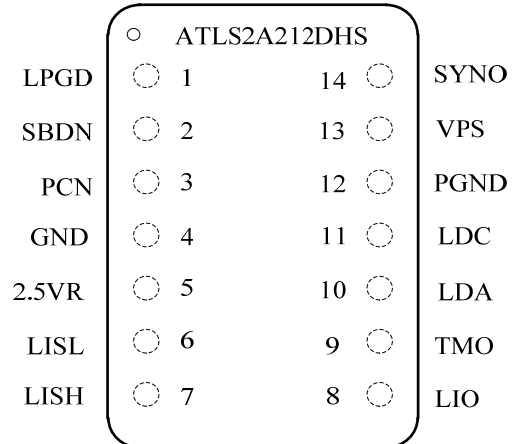 ATLS2A212DHS
LPGD 1 14 SYNO
SBDN 2 13 VPS
PCN 3 12 PGND
GND 4 11 LDC
2.5VR 5 10 LDA
LISL 6 9 TMO
LISH 7 8 LIO